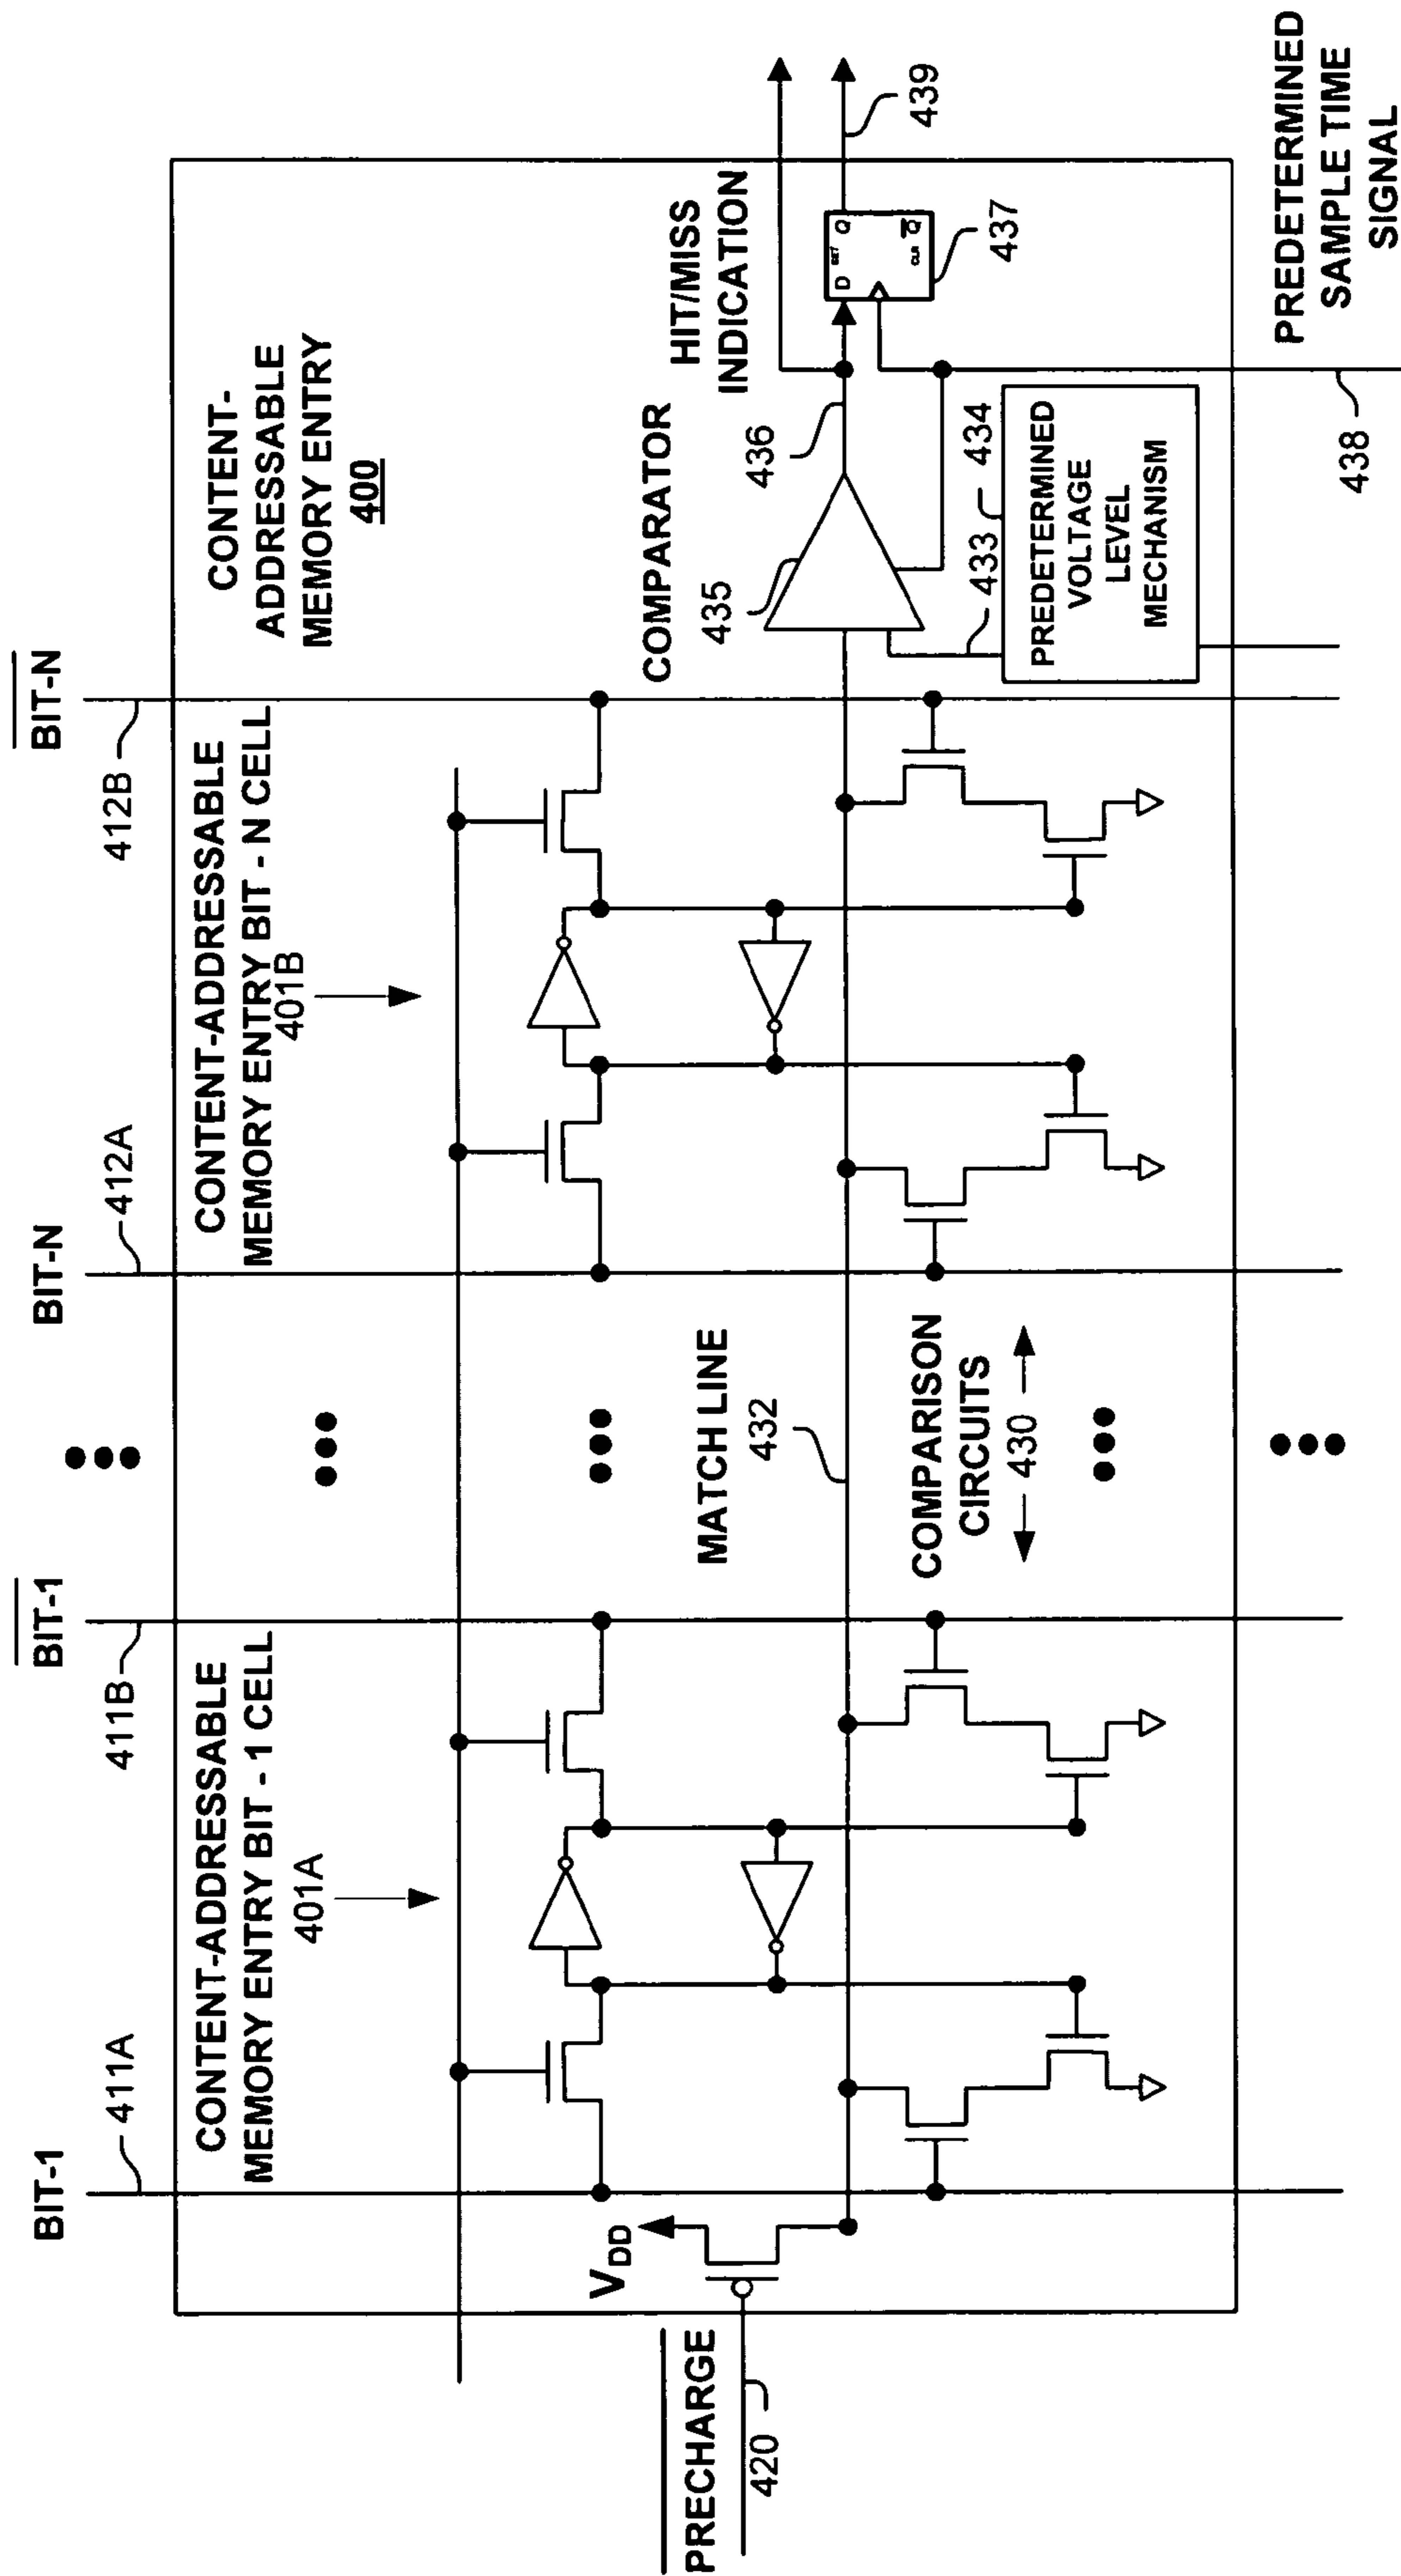 BIT-1
411A
BIT-1
411B
BIT-N
412A
BIT-N
412B
CONTENT-ADDRESSABLE
MEMORY ENTRY BIT - 1 CELL
401A
CONTENT-ADDRESSABLE
MEMORY ENTRY BIT - N CELL
401B
CONTENT-
ADDRESSABLE
MEMORY ENTRY
400
VDD
PRECHARGE
420
MATCH LINE
432
COMPARISON
CIRCUITS
430
COMPARATOR
435
436
HIT/MISS
INDICATION
D
SET
Q
CLR
Q
437
439
433
434
PREDETERMINED
VOLTAGE
LEVEL
MECHANISM
438
PREDETERMINED
SAMPLE TIME
SIGNAL